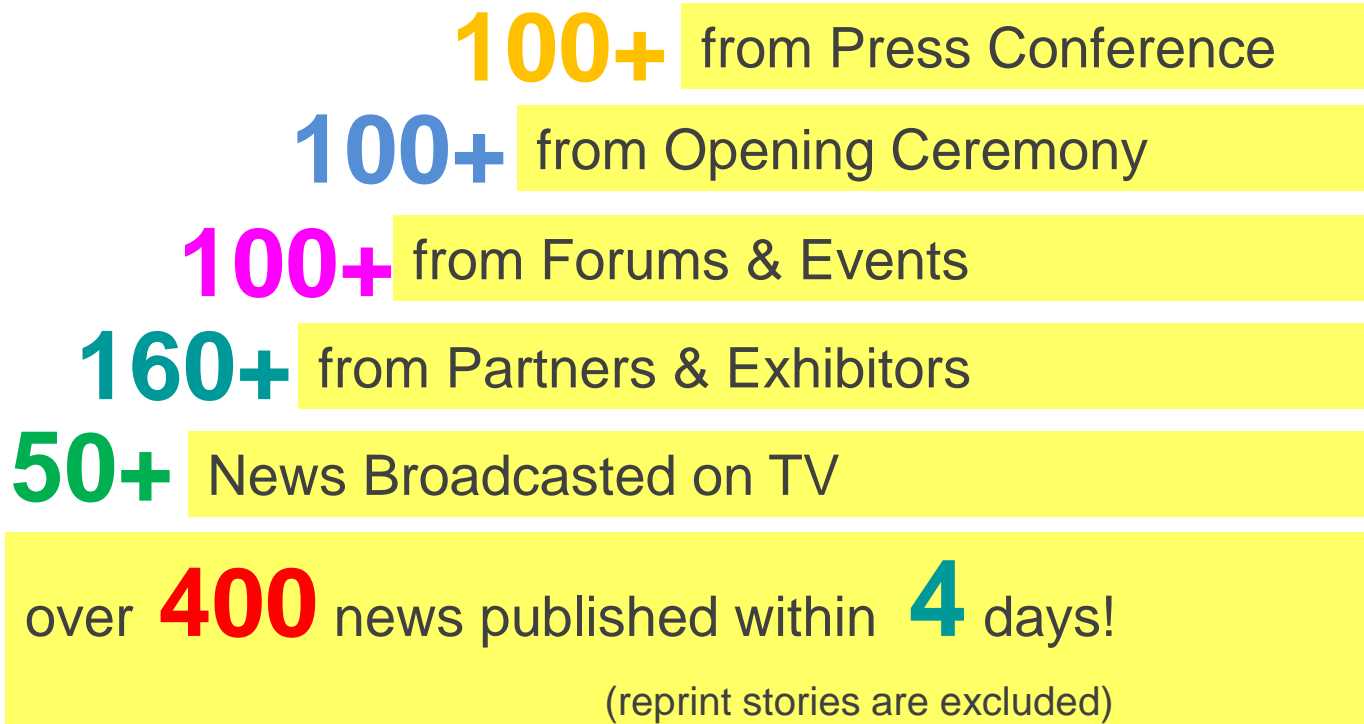 100+ from Press Conference
100+ from Opening Ceremony
100+ from Forums & Events
160+ from Partners & Exhibitors
50+ News Broadcasted on TV
over 400 news published within 4 days!
(reprint stories are excluded)